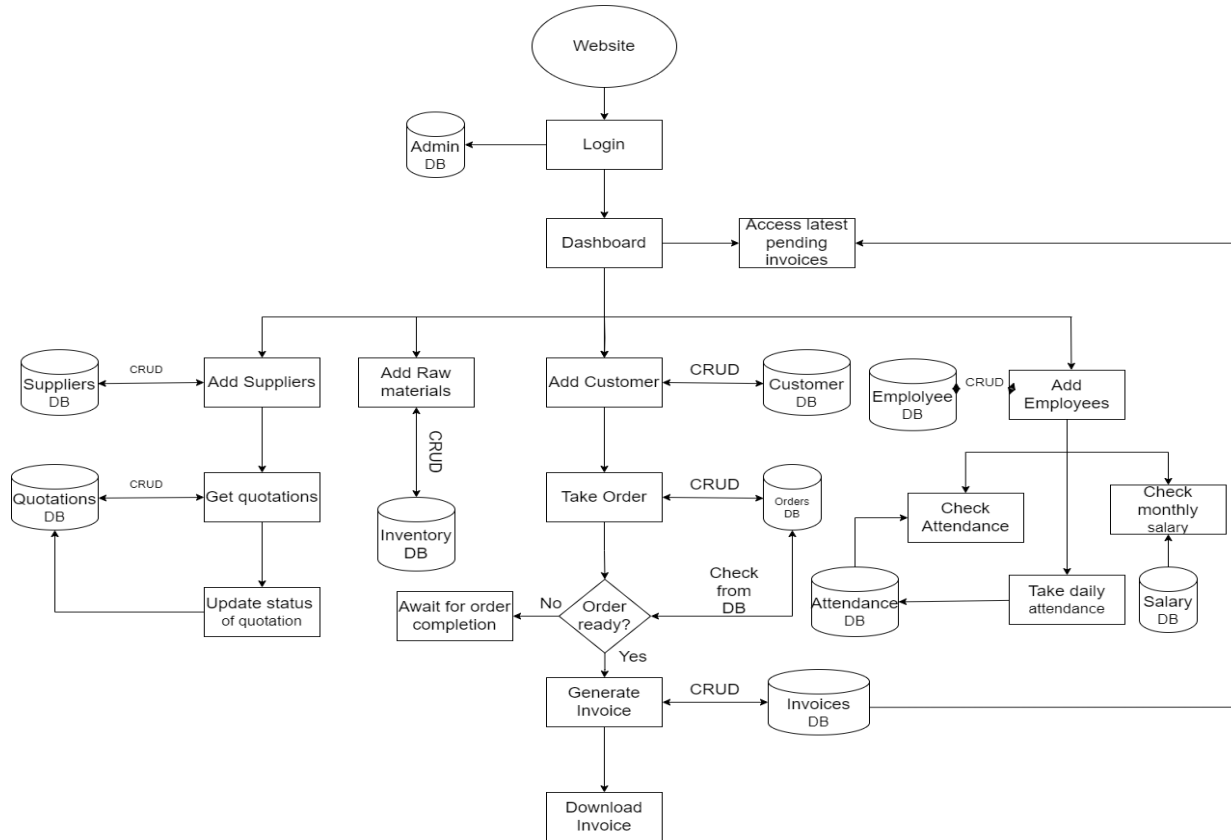 Website
Admin
DB
Login
Dashboard
Access latest
pending
invoices
Suppliers
DB
CRUD
Add Suppliers
Add Raw
materials
Add Customer
CRUD
Customer
DB
Emplolyee
DB
CRUD
Add
Employees
CRUD
Quotations
DB
CRUD
Get quotations
Inventory
DB
Take Order
CRUD
Orders
DB
Check
Attendance
Check
monthly
salary
Update status
of quotation
Await for order
completion
No
Order
ready?
Check
from
DB
Attendance
DB
Take daily
attendance
Salary
DB
Yes
Generate
Invoice
CRUD
Invoices
DB
Download
Invoice